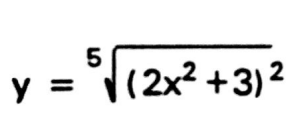 y = ⁵√(2x² + 3)²